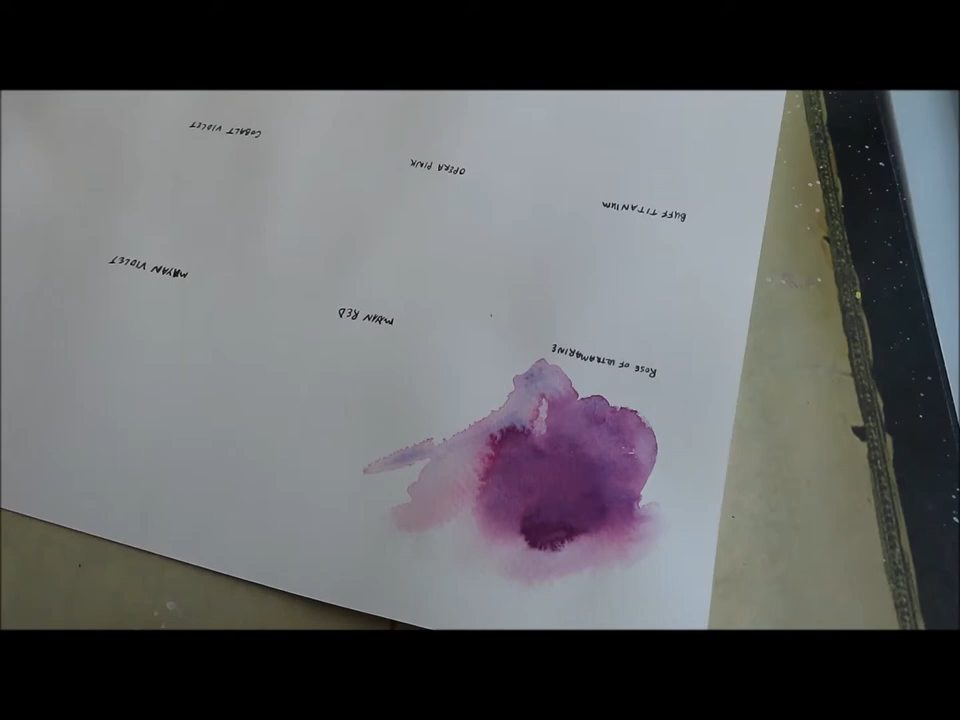 ROSE OF ULTRAMARINE
MAYAN RED
MAYAN VIOLET
BUFF TITANIUM
OPERA PINK
COBALT VIOLET